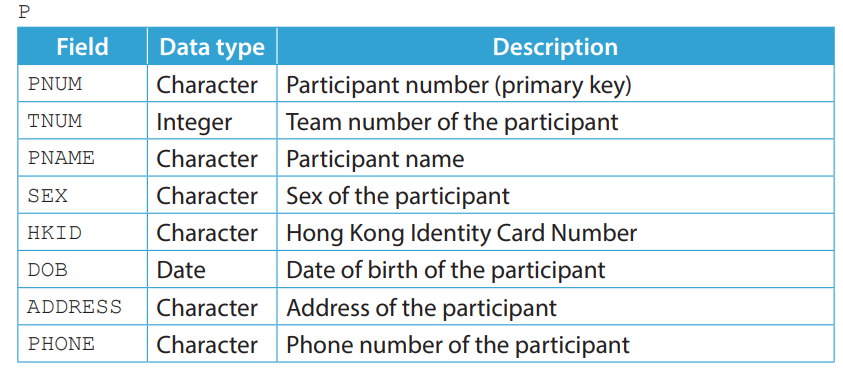 P
Field Data type Description
PNUM Character Participant number (primary key)
TNUM Integer Team number of the participant
PNAME Character Participant name
SEX Character Sex of the participant
HKID Character Hong Kong Identity Card Number
DOB Date Date of birth of the participant
ADDRESS Character Address of the participant
PHONE Character Phone number of the participant